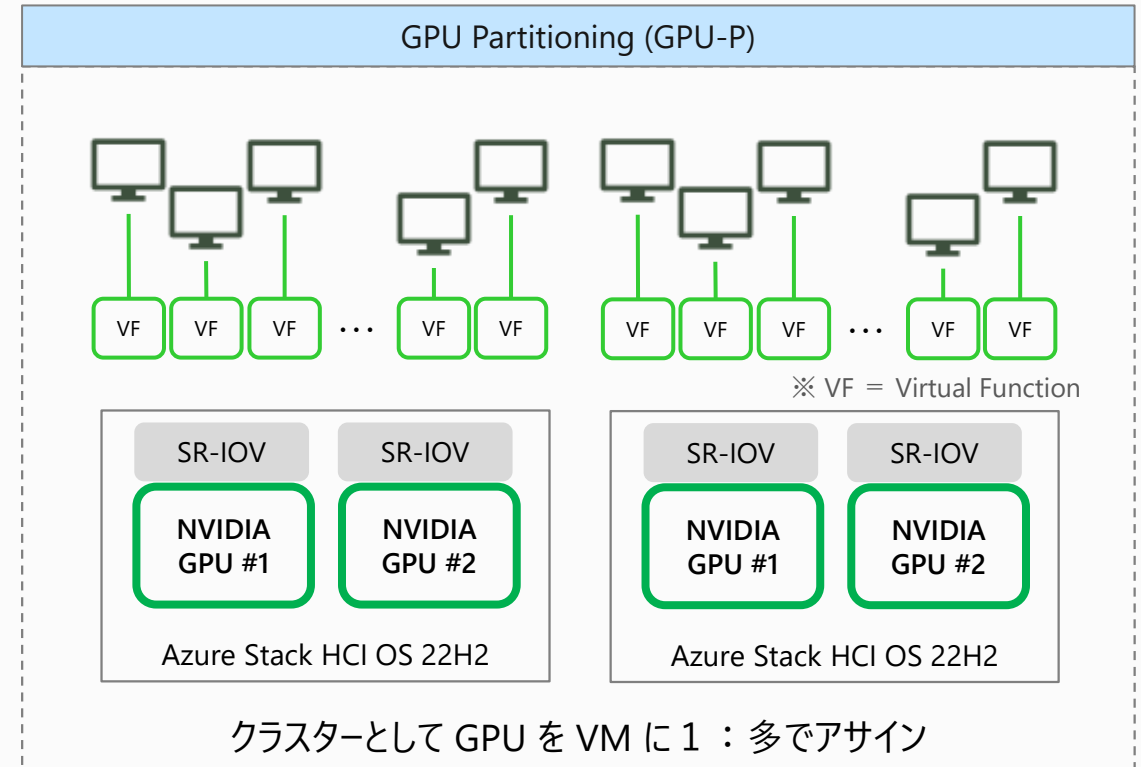 GPU Partitioning (GPU-P)
VF VF VF ・・・ VF VF VF VF VF ・・・ VF VF
※ VF ＝ Virtual Function
SR-IOV SR-IOV SR-IOV SR-IOV
NVIDIA NVIDIA NVIDIA NVIDIA
GPU #1 GPU #2 GPU #1 GPU #2
Azure Stack HCI OS 22H2 Azure Stack HCI OS 22H2
クラスターとして GPU を VM に１：多でアサイン